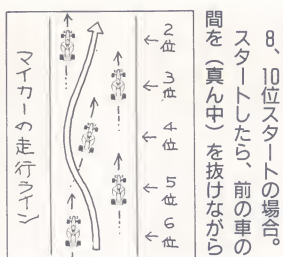 8、10位スタートの場合。
スタートしたら、前の車の
間を（真ん中）を抜けながら
←2位
←3位
←4位
←5位
←6位
マイカーの走行ライン